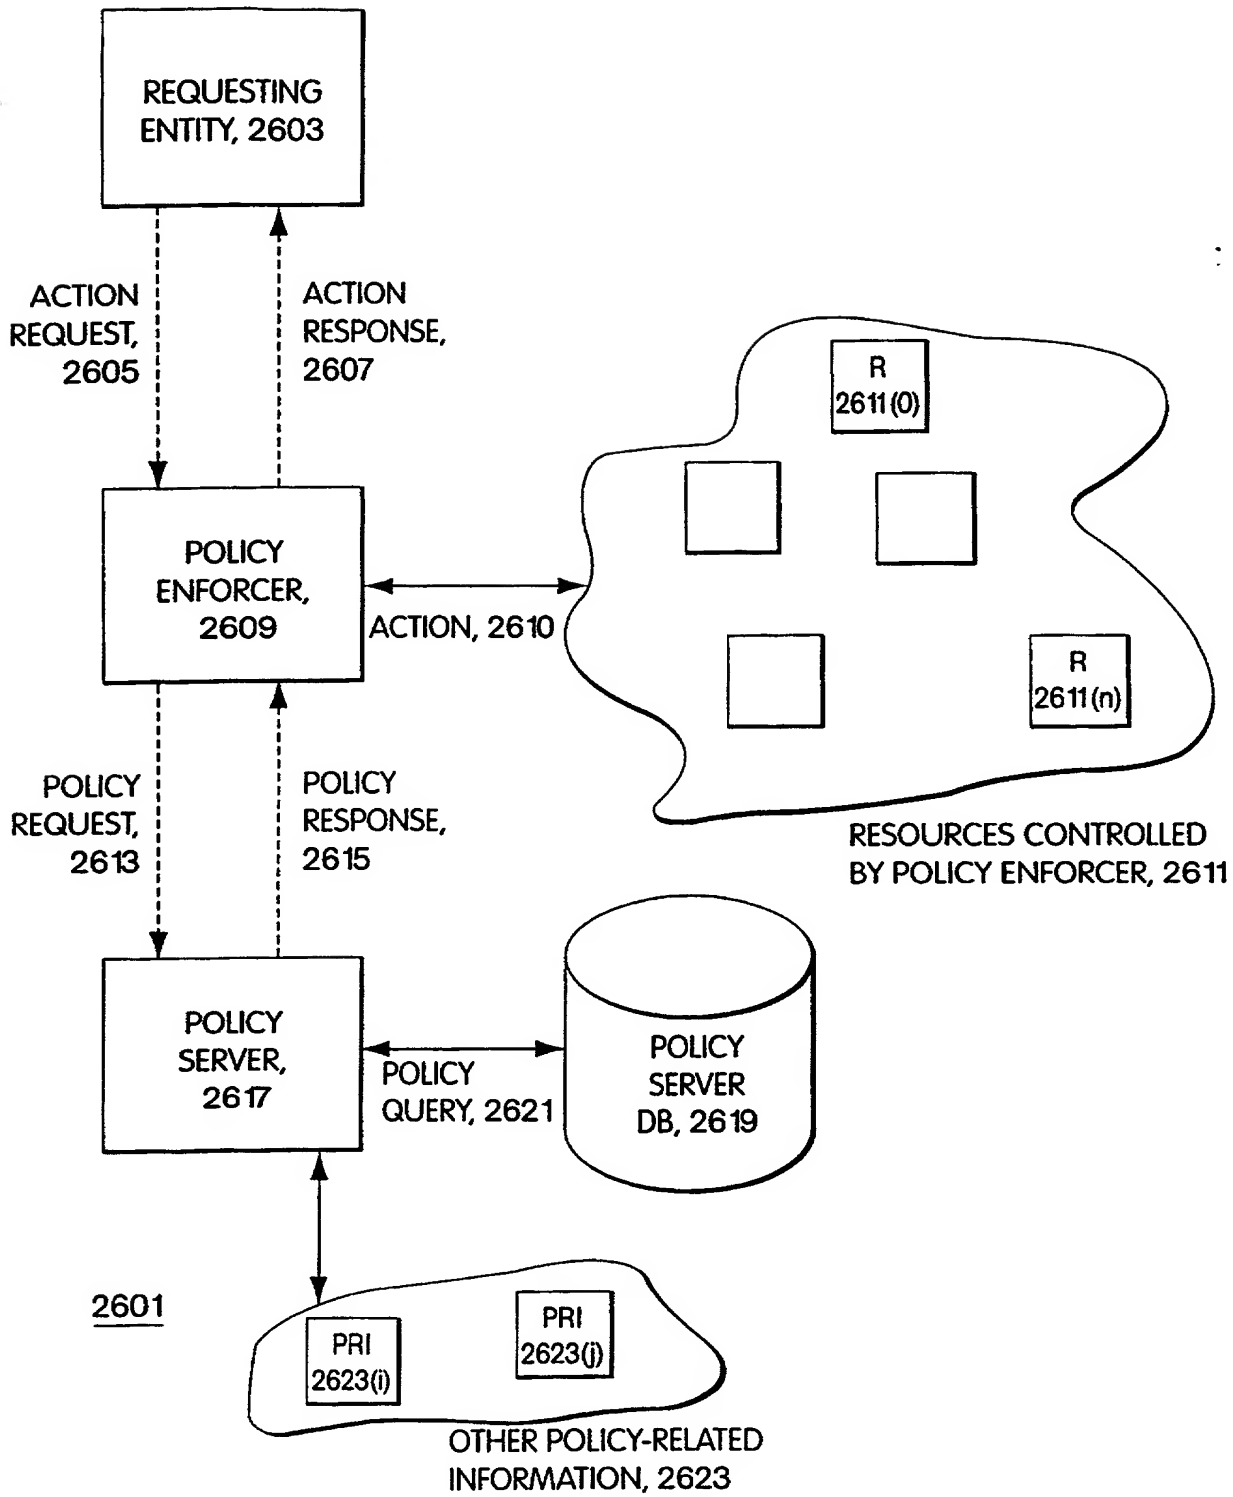 REQUESTING
ENTITY, 2603
ACTION
REQUEST,
2605
ACTION
RESPONSE,
2607
R
2611(0)
POLICY
ENFORCER,
2609
ACTION, 2610
R
2611(n)
POLICY
REQUEST,
2613
POLICY
RESPONSE,
2615
RESOURCES CONTROLLED
BY POLICY ENFORCER, 2611
POLICY
SERVER,
2617
POLICY
QUERY, 2621
POLICY
SERVER
DB, 2619
2601
PRI
2623(i)
PRI
2623(j)
OTHER POLICY-RELATED
INFORMATION, 2623